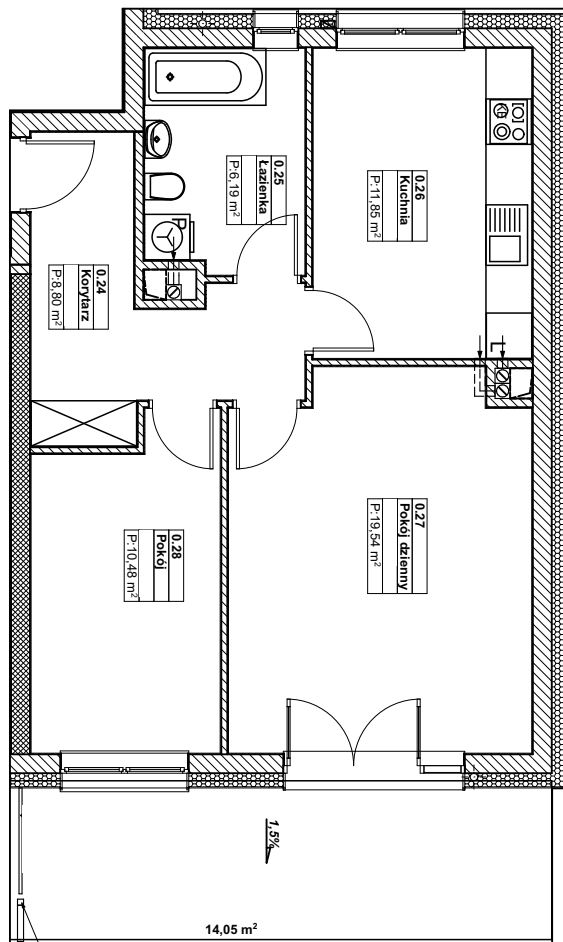 0.25
Łazienka
P:6,19 m²
0.26
Kuchnia
P:11,85 m²
P
0.24
Korytarz
P:8,80 m²
L
0.27
Pokój dzienny
P:19,54 m²
0.28
Pokój
P:10,48 m²
1,5%
14,05 m²